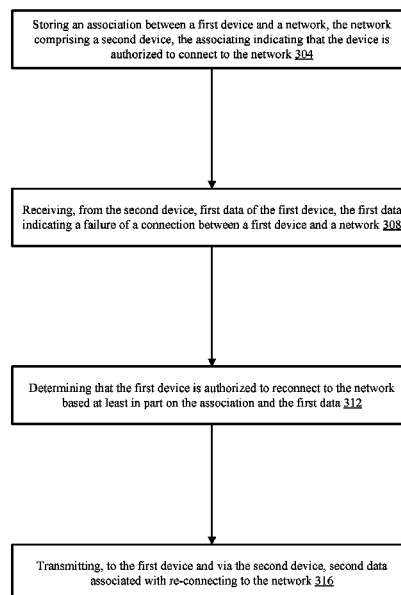 Storing an association between a first device and a network, the network
comprising a second device, the associating indicating that the device is
authorized to connect to the network 304
Receiving, from the second device, first data of the first device, the first data
indicating a failure of a connection between a first device and a network 308
Determining that the first device is authorized to reconnect to the network
based at least in part on the association and the first data 312
Transmitting, to the first device and via the second device, second data
associated with re-connecting to the network 316